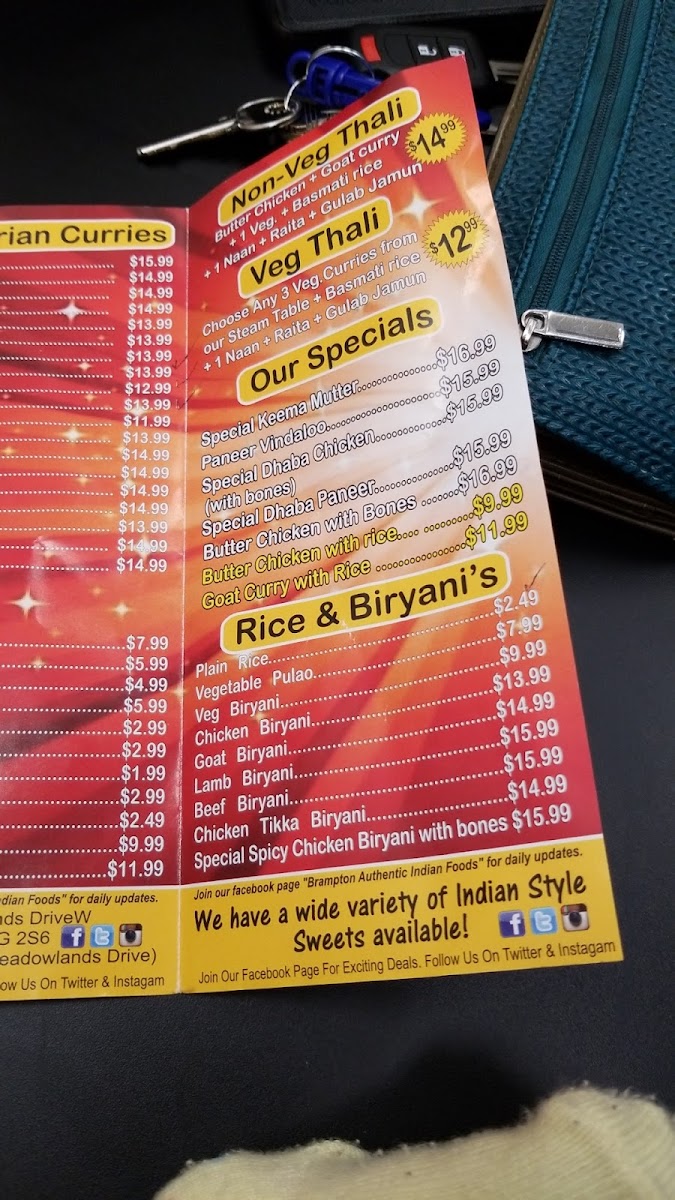 rian Curries
$15.99
$14.99
$14.99
$14.99
$13.99
$13.99
$13.99
$13.99
$12.99
$13.99
$11.99
$13.99
$14.99
$14.99
$14.99
$14.99
$13.99
$14.99
$14.99
$7.99
$5.99
$4.99
$5.99
$2.99
$2.99
$1.99
$2.99
$2.49
$9.99
$11.99
dian Foods" for daily updates.
nds DriveW
G 2S6
eadowlands Drive)
ow Us On Twitter & Instagam
Non-Veg Thali
Butter Chicken + Goat curry
+ 1 Veg. + Basmati rice
+ 1 Naan + Raita + Gulab Jamun
$14.99
Veg Thali
Choose Any 3 Veg.Curries from
our Steam Table + Basmati rice
+ 1 Naan + Raita + Gulab Jamun
$12.99
Our Specials
Special Keema Mutter................$16.99
Paneer Vindaloo.......................$15.99
Special Dhaba Chicken..............$15.99
(with bones)
Special Dhaba Paneer................$15.99
Butter Chicken with Bones .......$16.99
Butter Chicken with rice.... ..........$9.99
Goat Curry with Rice ..................$11.99
Rice & Biryani's
Plain Rice...............................................$2.49
Vegetable Pulao.......................................$7.99
Veg Biryani.............................................$9.99
Chicken Biryani......................................$13.99
Goat Biryani...........................................$14.99
Lamb Biryani..........................................$15.99
Beef Biryani............................................$15.99
Chicken Tikka Biryani.............................$14.99
Special Spicy Chicken Biryani with bones $15.99
Join our facebook page "Brampton Authentic Indian Foods" for daily updates.
We have a wide variety of Indian Style
Sweets available!
Join Our Facebook Page For Exciting Deals. Follow Us On Twitter & Instagam